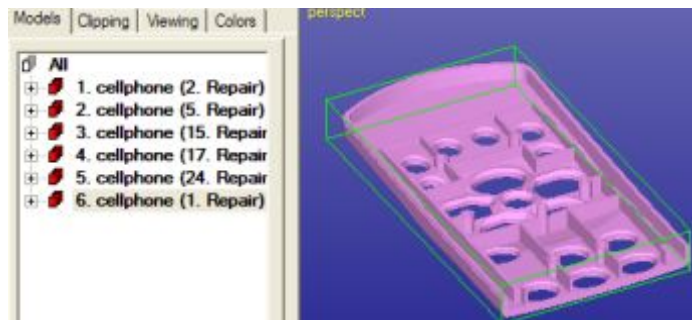 Models Clipping Viewing Colors
perspect
All
1. cellphone (2. Repair)
2. cellphone (5. Repair)
3. cellphone (15. Repair
4. cellphone (17. Repair
5. cellphone (24. Repair
6. cellphone (1. Repair)